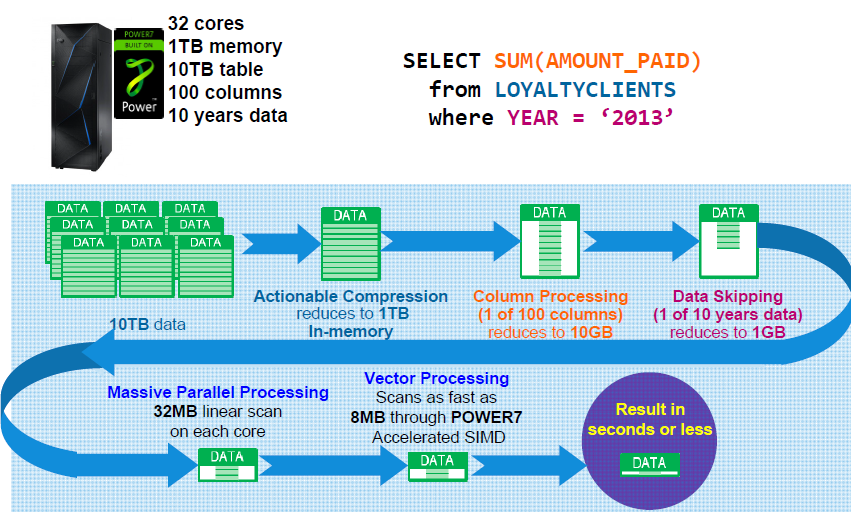 POWER7
BUILT ON
Power
32 cores
1TB memory
10TB table
100 columns
10 years data
SELECT SUM(AMOUNT_PAID)
from LOYALTYCLIENTS
where YEAR = ‘2013’
DATA DATA DATA
DATA DATA DATA
DATA DATA DATA
10TB data
DATA
Actionable Compression
reduces to 1TB
In-memory
DATA
Column Processing
(1 of 100 columns)
reduces to 10GB
DATA
Data Skipping
(1 of 10 years data)
reduces to 1GB
Massive Parallel Processing
32MB linear scan
on each core
DATA
Vector Processing
Scans as fast as
8MB through POWER7
Accelerated SIMD
DATA
Result in
seconds or less
DATA